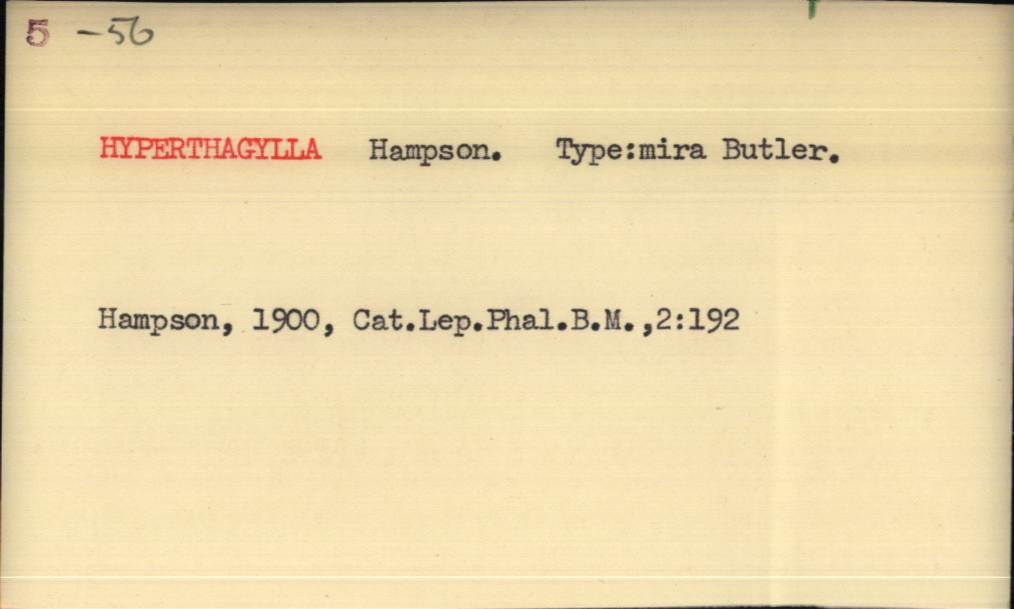 5 -56
HYPERTHAGYLLA Hampson. Type:mira Butler.
Hampson, 1900, Cat.Lep.Phal.B.M.,2:192